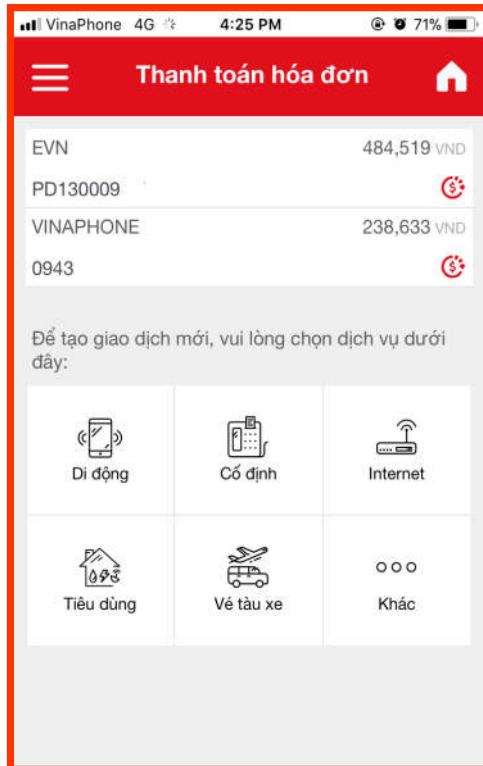 VinaPhone 4G 4:25 PM 71%
Thanh toán hóa đơn
EVN 484,519 VND
PD130009
VINAPHONE 238,633 VND
0943
Để tạo giao dịch mới, vui lòng chọn dịch vụ dưới
đây:
Di động Cố định Internet
Tiêu dùng Vé tàu xe Khác